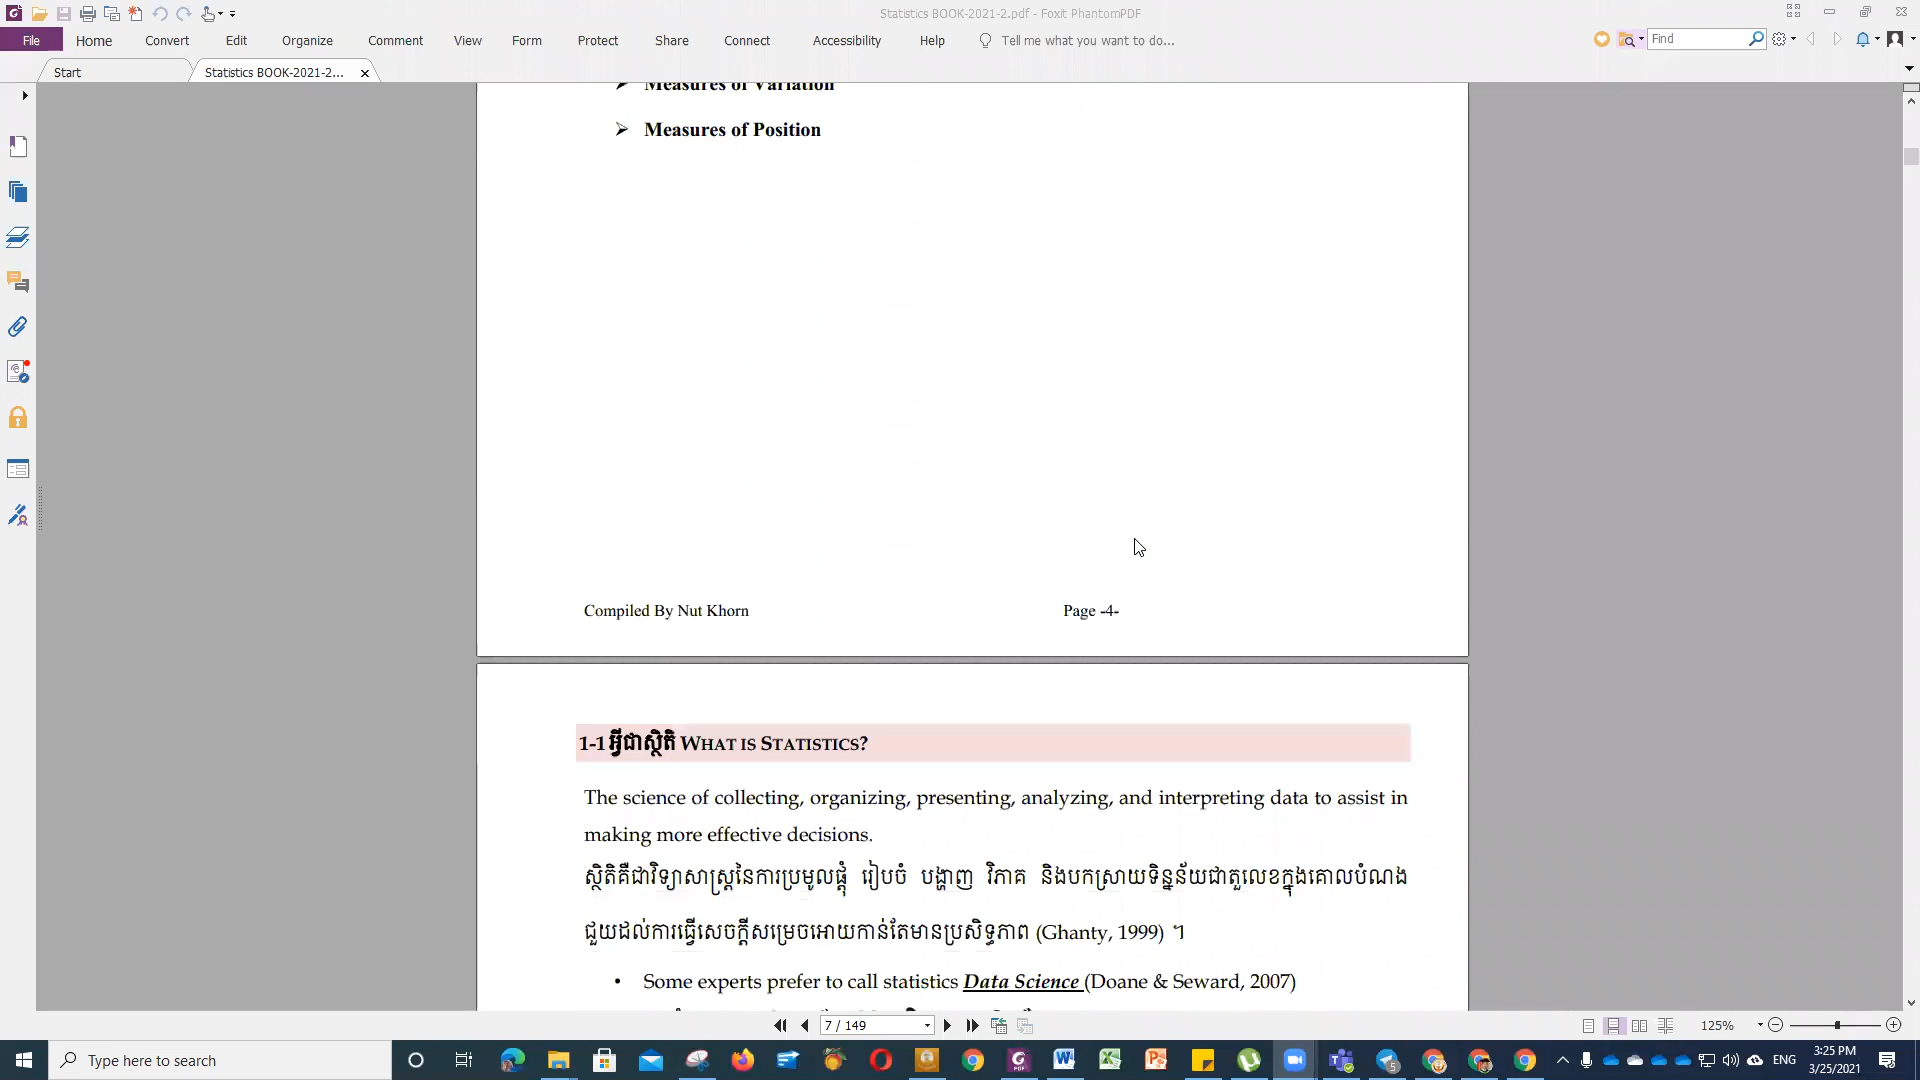 Statistics BOOK-2021-2.pdf - Foxit PhantomPDF
File Home Convert Edit Organize Comment View Form Protect Share Connect Accessibility Help Tell me what you want to do... Find
Start Statistics BOOK-2021-2...
Measures of Variation
Measures of Position
Compiled By Nut Khorn Page -4-
1-1 អ្វីជាស្ថិតិ WHAT IS STATISTICS?
The science of collecting, organizing, presenting, analyzing, and interpreting data to assist in
making more effective decisions.
ស្ថិតិគឺជាវិទ្យាសាស្ត្រនៃការប្រមូលផ្តុំ រៀបចំ បង្ហាញ វិភាគ និងបកស្រាយទិន្នន័យជាតួលេខក្នុងគោលបំណង
ជួយដល់ការធ្វើសេចក្តីសម្រេចអោយកាន់តែមានប្រសិទ្ធភាព (Ghanty, 1999) ។
• Some experts prefer to call statistics Data Science (Doane & Seward, 2007)
7 / 149 125%
Type here to search ENG 3:25 PM
3/25/2021